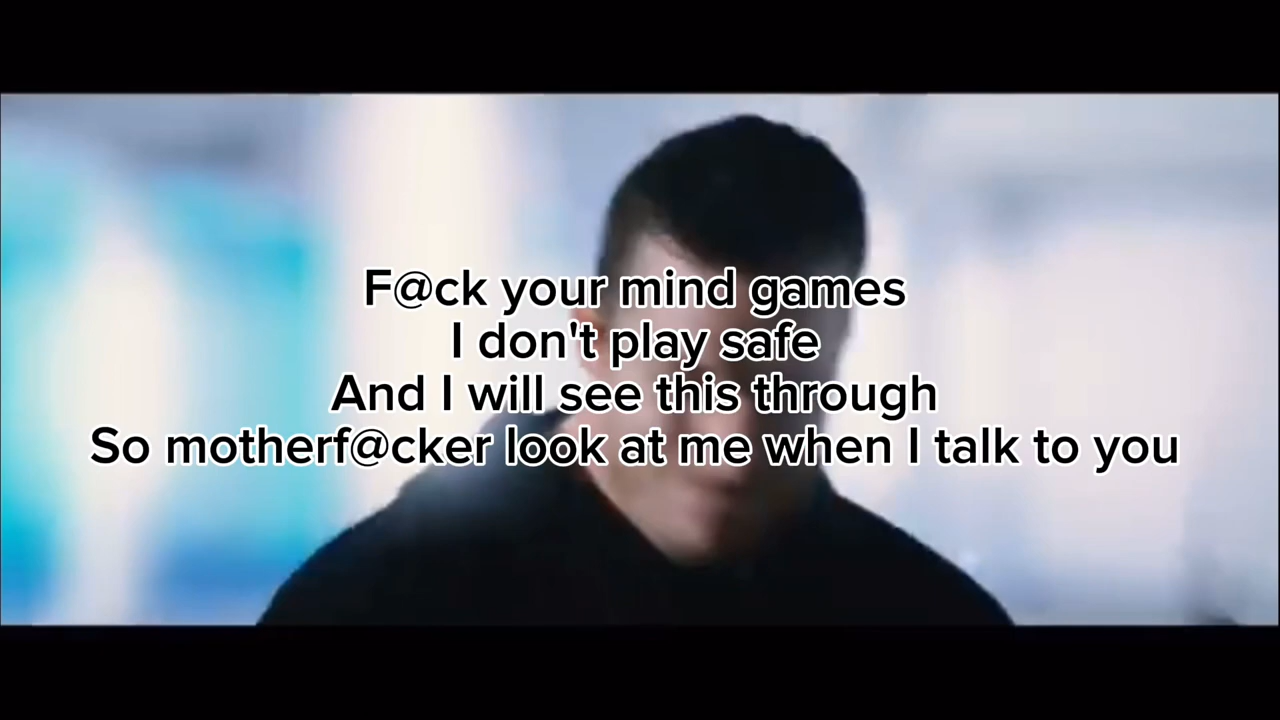 F@ck your mind games
I don't play safe
And I will see this through
So motherf@cker look at me when I talk to you